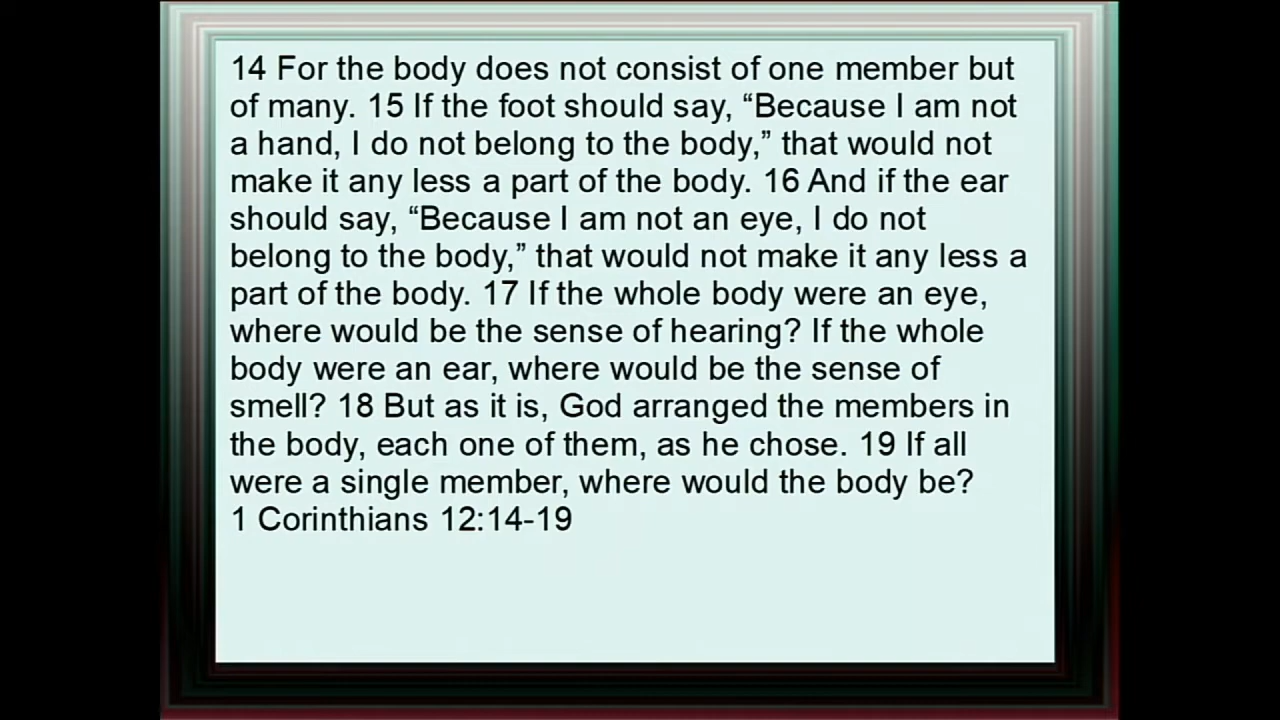 14 For the body does not consist of one member but
of many. 15 If the foot should say, “Because I am not
a hand, I do not belong to the body,” that would not
make it any less a part of the body. 16 And if the ear
should say, “Because I am not an eye, I do not
belong to the body,” that would not make it any less a
part of the body. 17 If the whole body were an eye,
where would be the sense of hearing? If the whole
body were an ear, where would be the sense of
smell? 18 But as it is, God arranged the members in
the body, each one of them, as he chose. 19 If all
were a single member, where would the body be?
1 Corinthians 12:14-19